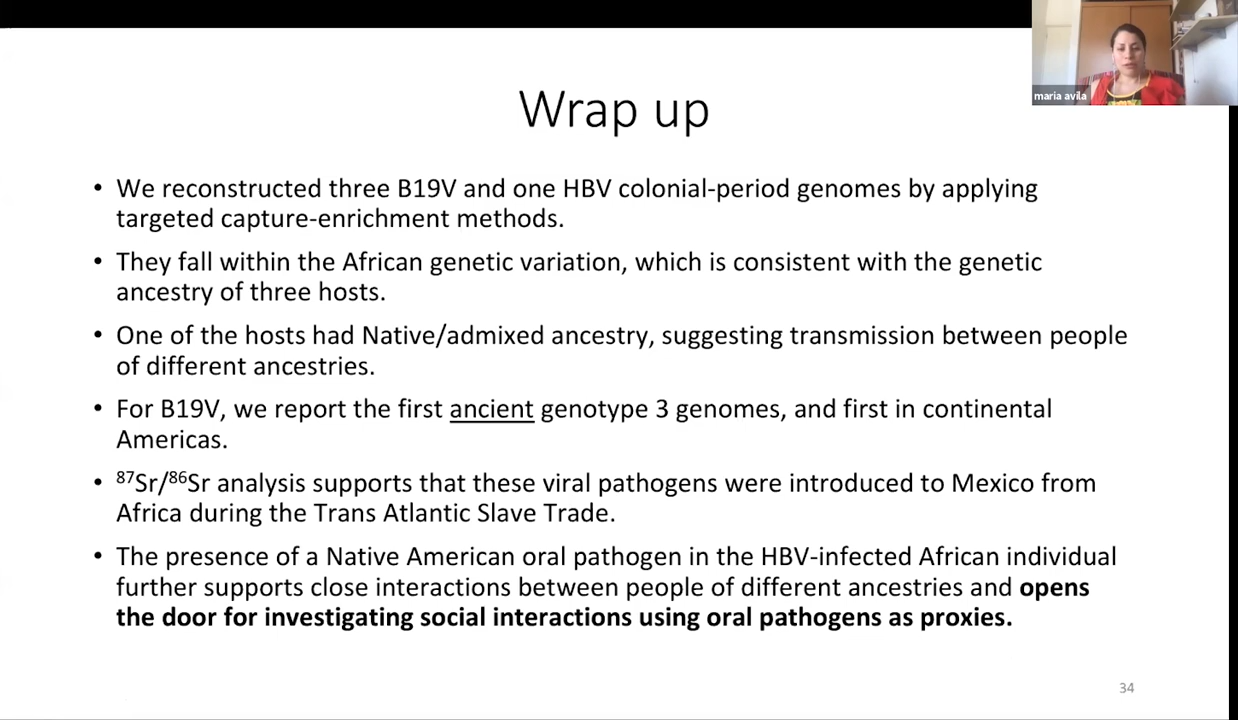 maria avila
Wrap up
• We reconstructed three B19V and one HBV colonial-period genomes by applying
targeted capture-enrichment methods.
• They fall within the African genetic variation, which is consistent with the genetic
ancestry of three hosts.
• One of the hosts had Native/admixed ancestry, suggesting transmission between people
of different ancestries.
• For B19V, we report the first ancient genotype 3 genomes, and first in continental
Americas.
• ⁸⁷Sr/⁸⁶Sr analysis supports that these viral pathogens were introduced to Mexico from
Africa during the Trans Atlantic Slave Trade.
• The presence of a Native American oral pathogen in the HBV-infected African individual
further supports close interactions between people of different ancestries and opens
the door for investigating social interactions using oral pathogens as proxies.
34